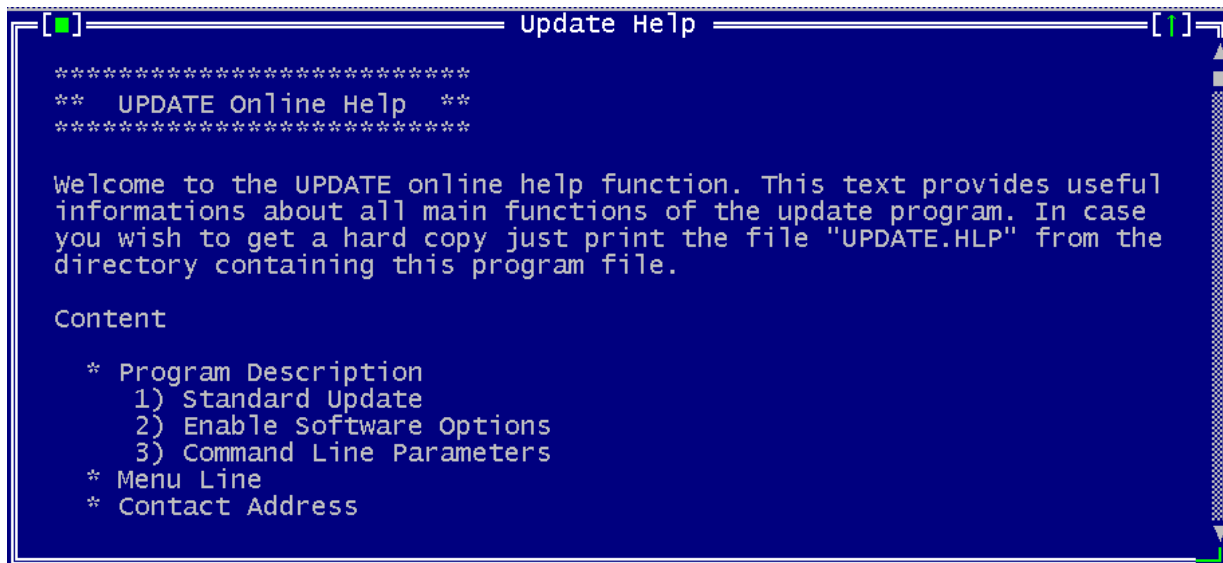 [■] Update Help [↑]
**************************
** UPDATE Online Help **
**************************
Welcome to the UPDATE online help function. This text provides useful
informations about all main functions of the update program. In case
you wish to get a hard copy just print the file "UPDATE.HLP" from the
directory containing this program file.
Content
* Program Description
1) Standard Update
2) Enable Software Options
3) Command Line Parameters
* Menu Line
* Contact Address